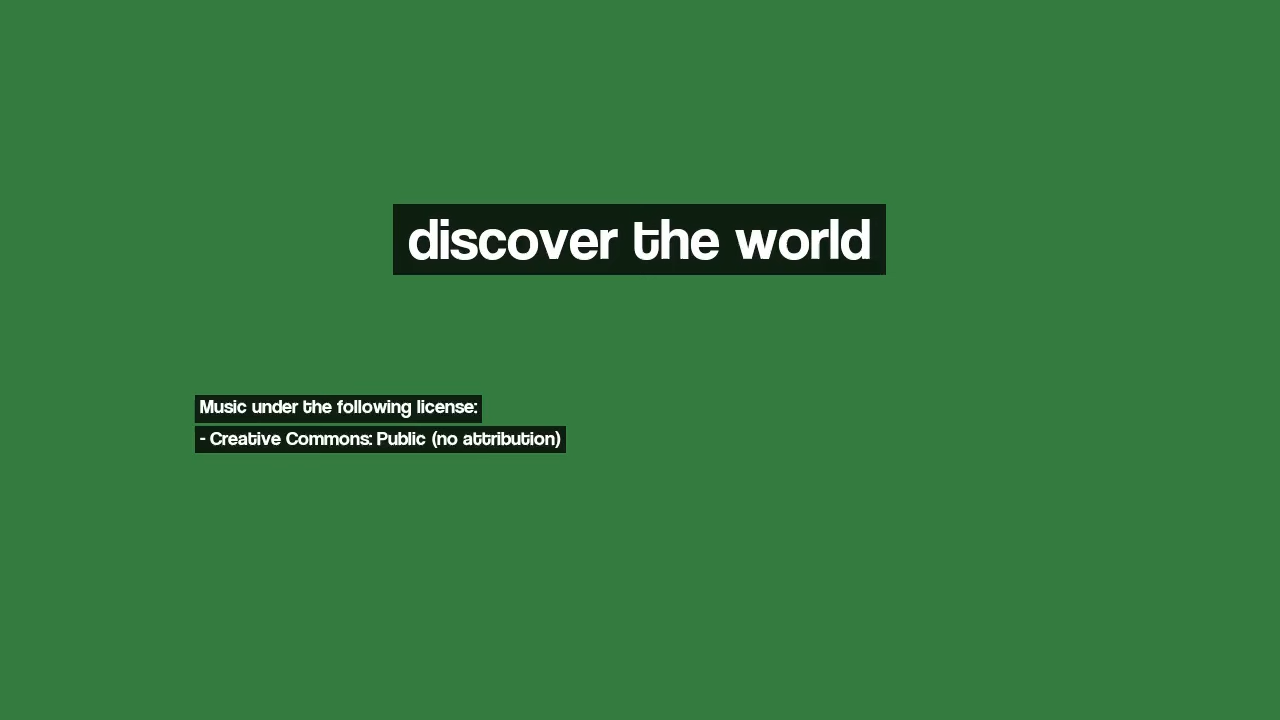 discover the world
Music under the following license:
- Creative Commons: Public (no attribution)